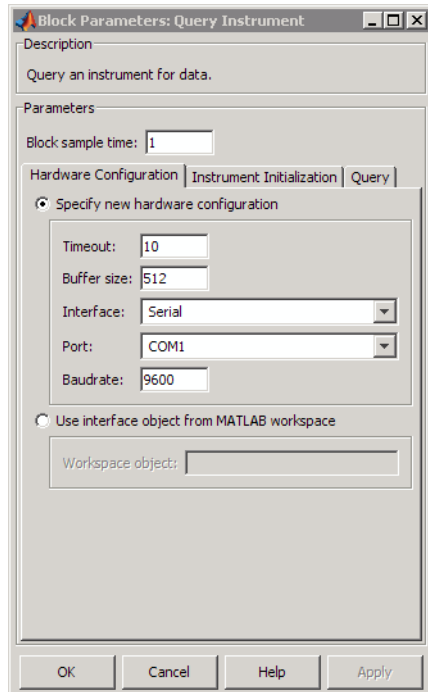 Block Parameters: Query Instrument
Description
Query an instrument for data.
Parameters
Block sample time: 1
Hardware Configuration Instrument Initialization Query
Specify new hardware configuration
Timeout: 10
Buffer size: 512
Interface: Serial
Port: COM1
Baudrate: 9600
Use interface object from MATLAB workspace
Workspace object:
OK Cancel Help Apply